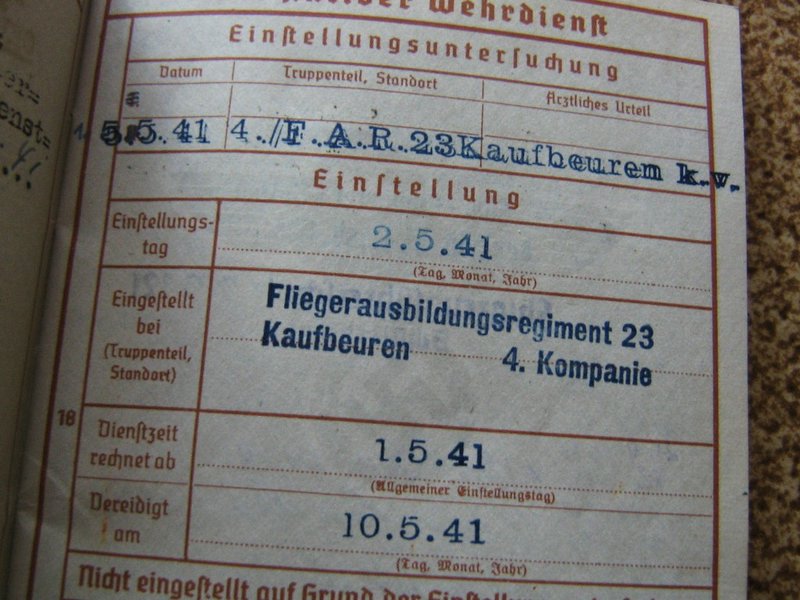 Wehrdienst
Einstellungsuntersuchung
Datum Truppenteil, Standort Ärztliches Urteil
5.5.41 4./F.A.R.23Kaufbeurem k.w.
Einstellung
Einstellungs-
tag
2.5.41
(Tag, Monat, Jahr)
Eingestellt
bei
(Truppenteil,
Standort)
Fliegerausbildungsregiment 23
Kaufbeuren 4. Kompanie
18
Dienstzeit
rechnet ab
1.5.41
(Allgemeiner Einstellungstag)
Vereidigt
am
10.5.41
(Tag, Monat, Jahr)
Nicht eingestellt auf Grund der